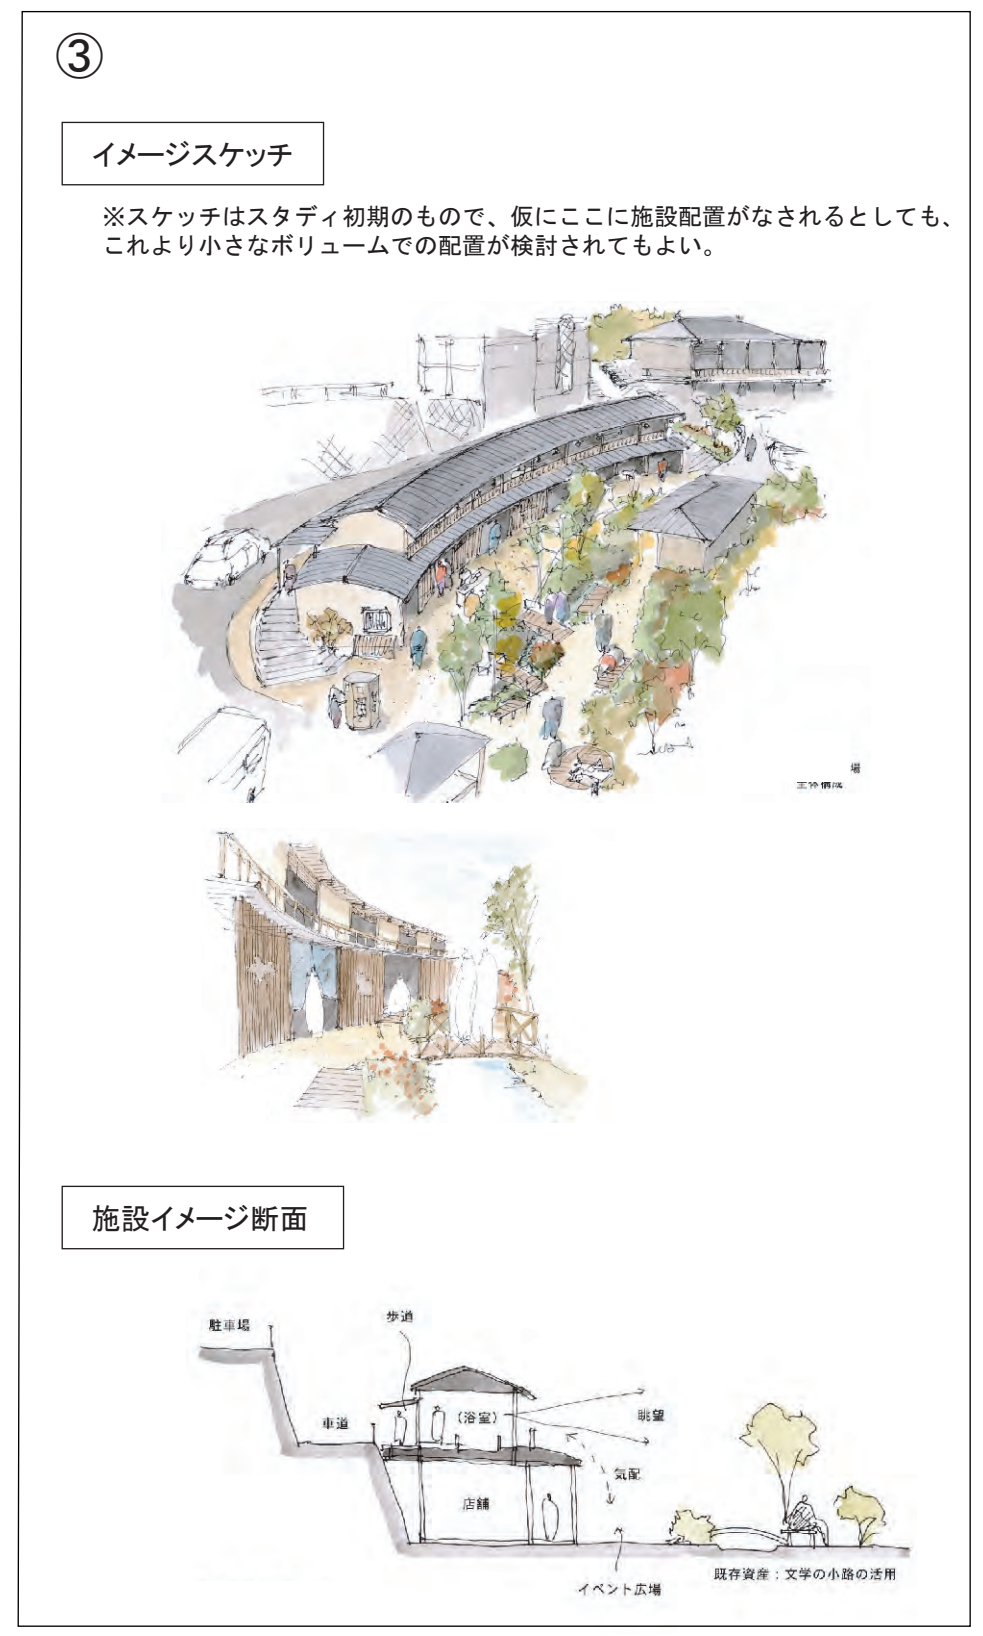 ③
イメージスケッチ
※スケッチはスタディ初期のもので、仮にここに施設配置がなされるとしても、
これより小さなボリュームでの配置が検討されてもよい。
場
施設イメージ断面
歩道
駐車場
車道
（浴室）
眺望
気配
店舗
既存資産：文学の小路の活用
イベント広場